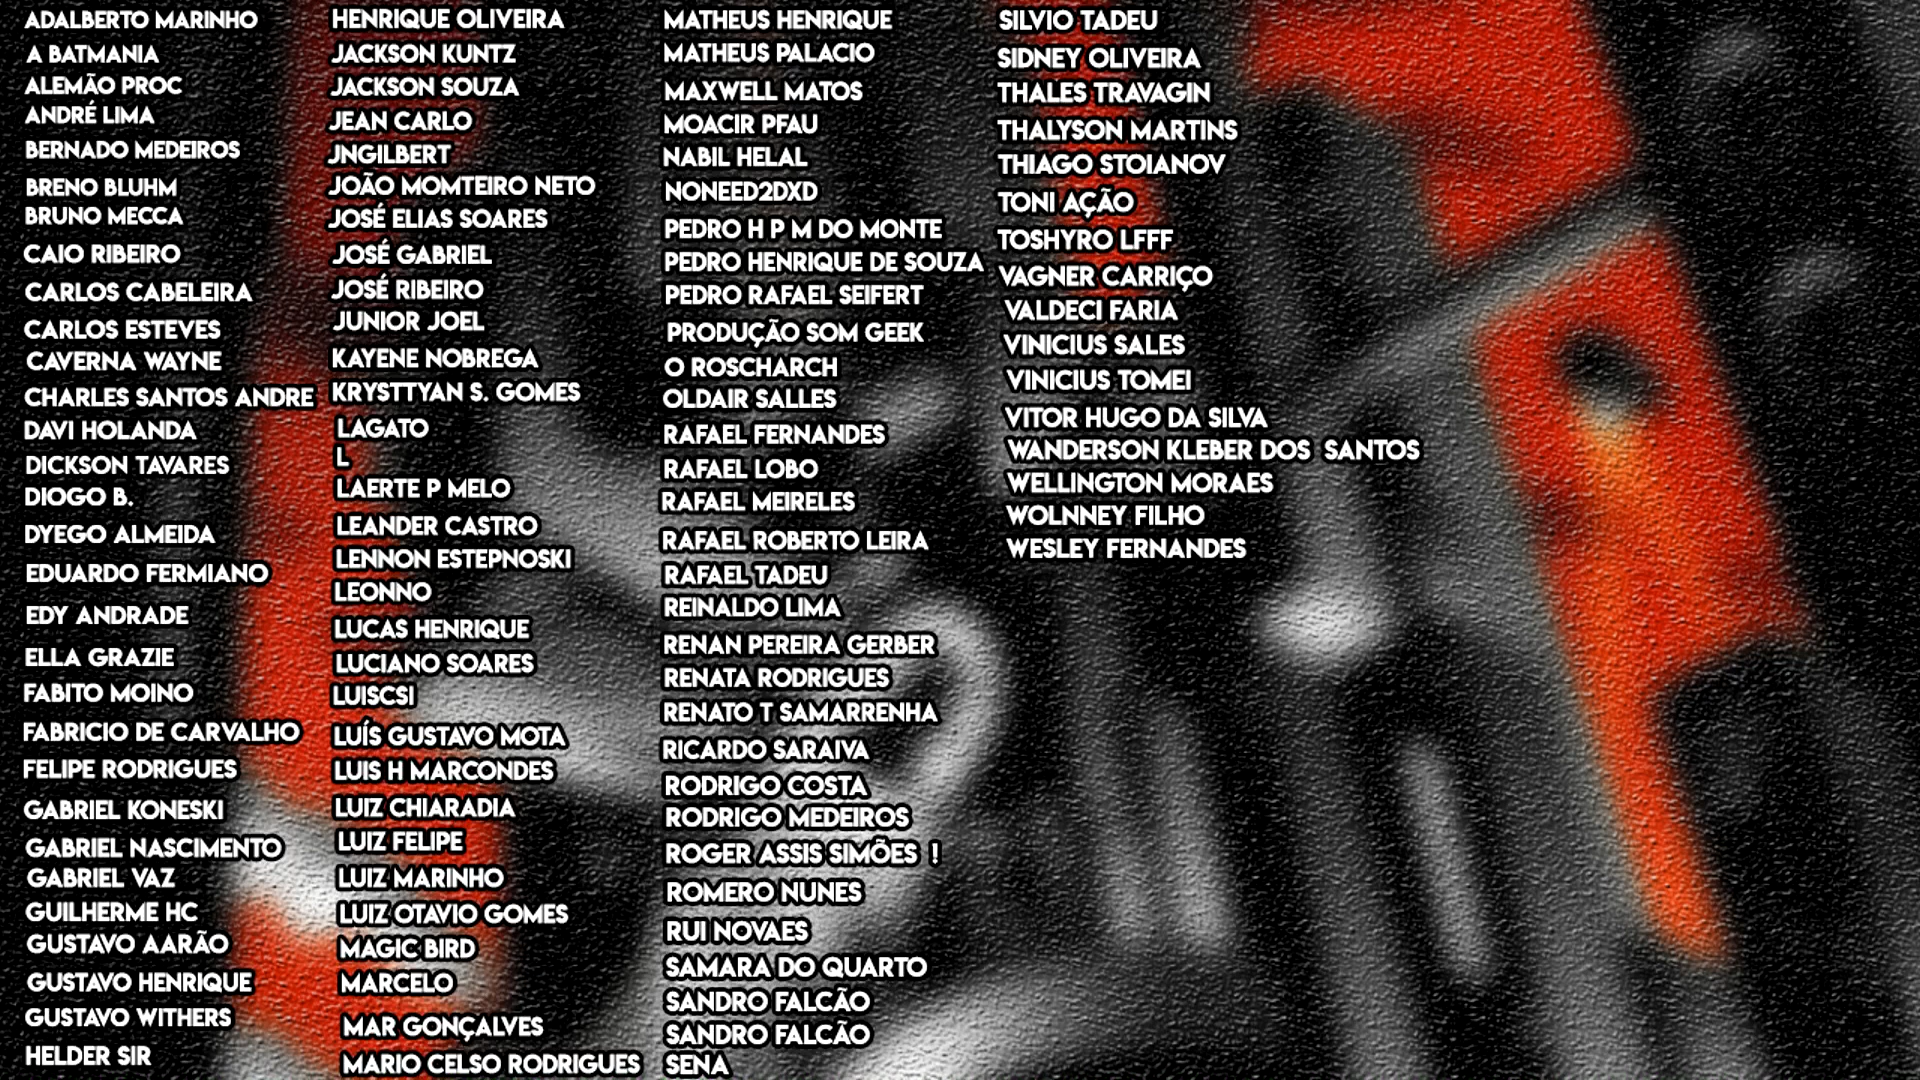 ADALBERTO MARINHO
A BATMANIA
ALEMÃO PROC
ANDRÉ LIMA
BERNADO MEDEIROS
BRENO BLUHM
BRUNO MECCA
CAIO RIBEIRO
CARLOS CABELEIRA
CARLOS ESTEVES
CAVERNA WAYNE
CHARLES SANTOS ANDRE
DAVI HOLANDA
DICKSON TAVARES
DIOGO B.
DYEGO ALMEIDA
EDUARDO FERMIANO
EDY ANDRADE
ELLA GRAZIE
FABITO MOINO
FABRICIO DE CARVALHO
FELIPE RODRIGUES
GABRIEL KONESKI
GABRIEL NASCIMENTO
GABRIEL VAZ
GUILHERME HC
GUSTAVO AARÃO
GUSTAVO HENRIQUE
GUSTAVO WITHERS
HELDER SIR
HENRIQUE OLIVEIRA
JACKSON KUNTZ
JACKSON SOUZA
JEAN CARLO
JNGILBERT
JOÃO MOMTEIRO NETO
JOSÉ ELIAS SOARES
JOSÉ GABRIEL
JOSÉ RIBEIRO
JUNIOR JOEL
KAYENE NOBREGA
KRYSTTYAN S. GOMES
LAGATO
L
LAERTE P MELO
LEANDER CASTRO
LENNON ESTEPNOSKI
LEONNO
LUCAS HENRIQUE
LUCIANO SOARES
LUISCSI
LUÍS GUSTAVO MOTA
LUIS H MARCONDES
LUIZ CHIARADIA
LUIZ FELIPE
LUIZ MARINHO
LUIZ OTAVIO GOMES
MAGIC BIRD
MARCELO
MAR GONÇALVES
MARIO CELSO RODRIGUES
MATHEUS HENRIQUE
MATHEUS PALACIO
MAXWELL MATOS
MOACIR PFAU
NABIL HELAL
NONEED2DXD
PEDRO H P M DO MONTE
PEDRO HENRIQUE DE SOUZA
PEDRO RAFAEL SEIFERT
PRODUÇÃO SOM GEEK
O ROSCHARCH
OLDAIR SALLES
RAFAEL FERNANDES
RAFAEL LOBO
RAFAEL MEIRELES
RAFAEL ROBERTO LEIRA
RAFAEL TADEU
REINALDO LIMA
RENAN PEREIRA GERBER
RENATA RODRIGUES
RENATO T SAMARRENHA
RICARDO SARAIVA
RODRIGO COSTA
RODRIGO MEDEIROS
ROGER ASSIS SIMÕES !
ROMERO NUNES
RUI NOVAES
SAMARA DO QUARTO
SANDRO FALCÃO
SANDRO FALCÃO
SENA
SILVIO TADEU
SIDNEY OLIVEIRA
THALES TRAVAGIN
THALYSON MARTINS
THIAGO STOIANOV
TONI AÇÃO
TOSHYRO LFFF
VAGNER CARRIÇO
VALDECI FARIA
VINICIUS SALES
VINICIUS TOMEI
VITOR HUGO DA SILVA
WANDERSON KLEBER DOS SANTOS
WELLINGTON MORAES
WOLNNEY FILHO
WESLEY FERNANDES